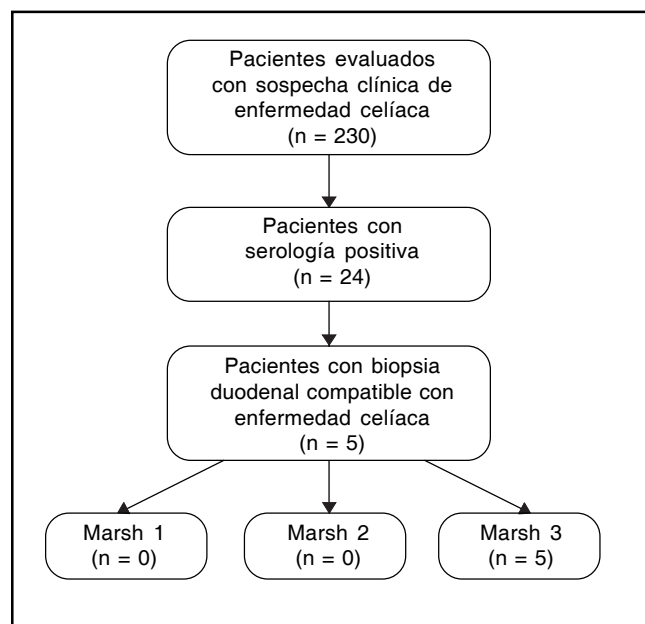 Pacientes evaluados
con sospecha clínica de
enfermedad celíaca
(n = 230)
Pacientes con
serología positiva
(n = 24)
Pacientes con biopsia
duodenal compatible con
enfermedad celíaca
(n = 5)
Marsh 1
(n = 0)
Marsh 2
(n = 0)
Marsh 3
(n = 5)